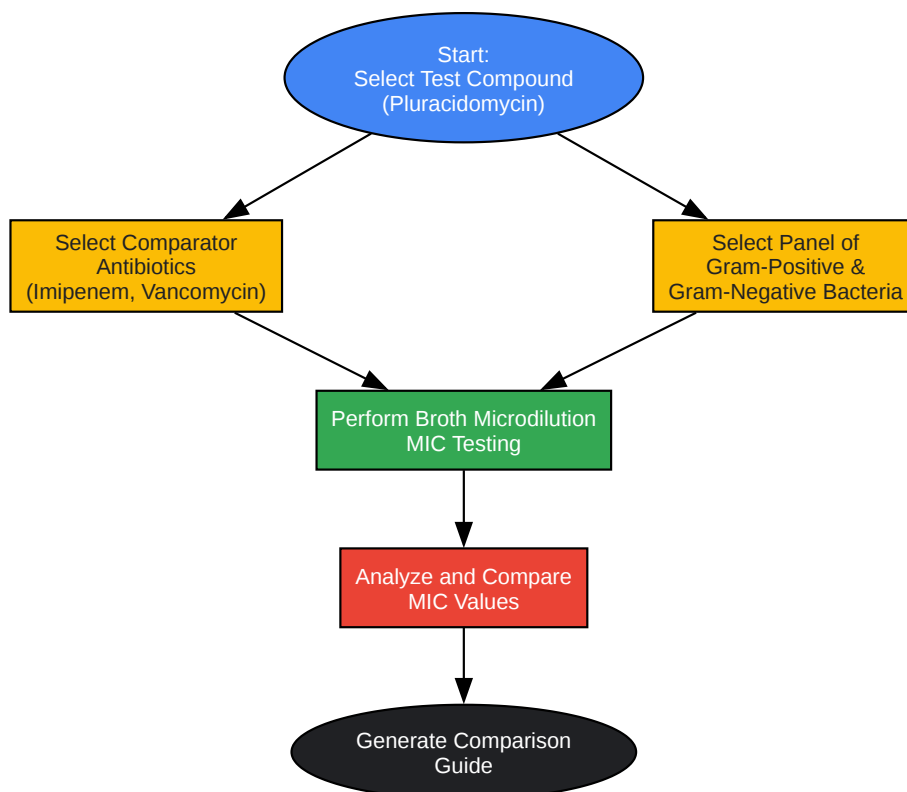 Start:
Select Test Compound
(Pluracidomycin)
Select Comparator
Antibiotics
(Imipenem, Vancomycin)
Select Panel of
Gram-Positive &
Gram-Negative Bacteria
Perform Broth Microdilution
MIC Testing
Analyze and Compare
MIC Values
Generate Comparison
Guide